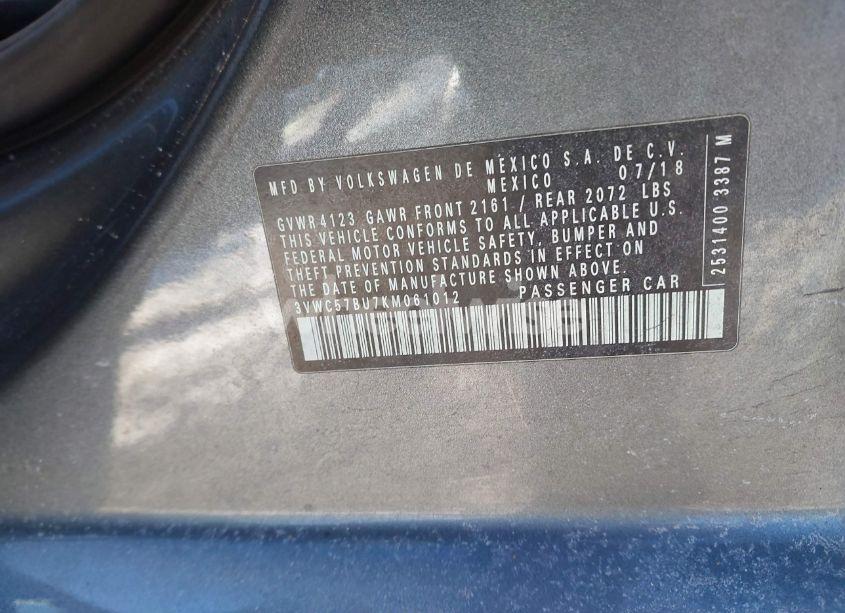 MFD BY VOLKSWAGEN DE MÉXICO S.A. DE C.V.
MEXICO 07/18
GVWR 4123 GAWR FRONT 2161 / REAR 2072 LBS
THIS VEHICLE CONFORMS TO ALL APPLICABLE U.S.
FEDERAL MOTOR VEHICLE SAFETY, BUMPER AND
THEFT PREVENTION STANDARDS IN EFFECT ON
THE DATE OF MANUFACTURE SHOWN ABOVE.
3VWC57BU7KM061012 PASSENGER CAR
2531400 3387 M